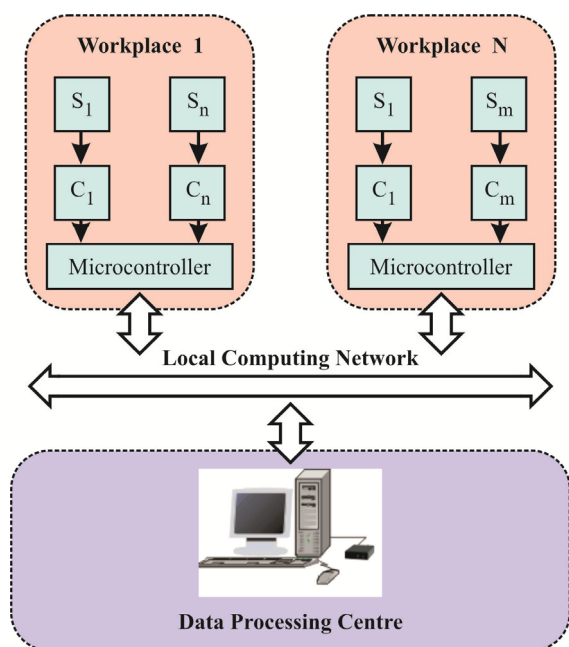 Workplace 1
S1 Sn
C1 Cn
Microcontroller
Workplace N
S1 Sm
C1 Cm
Microcontroller
Local Computing Network
Data Processing Centre